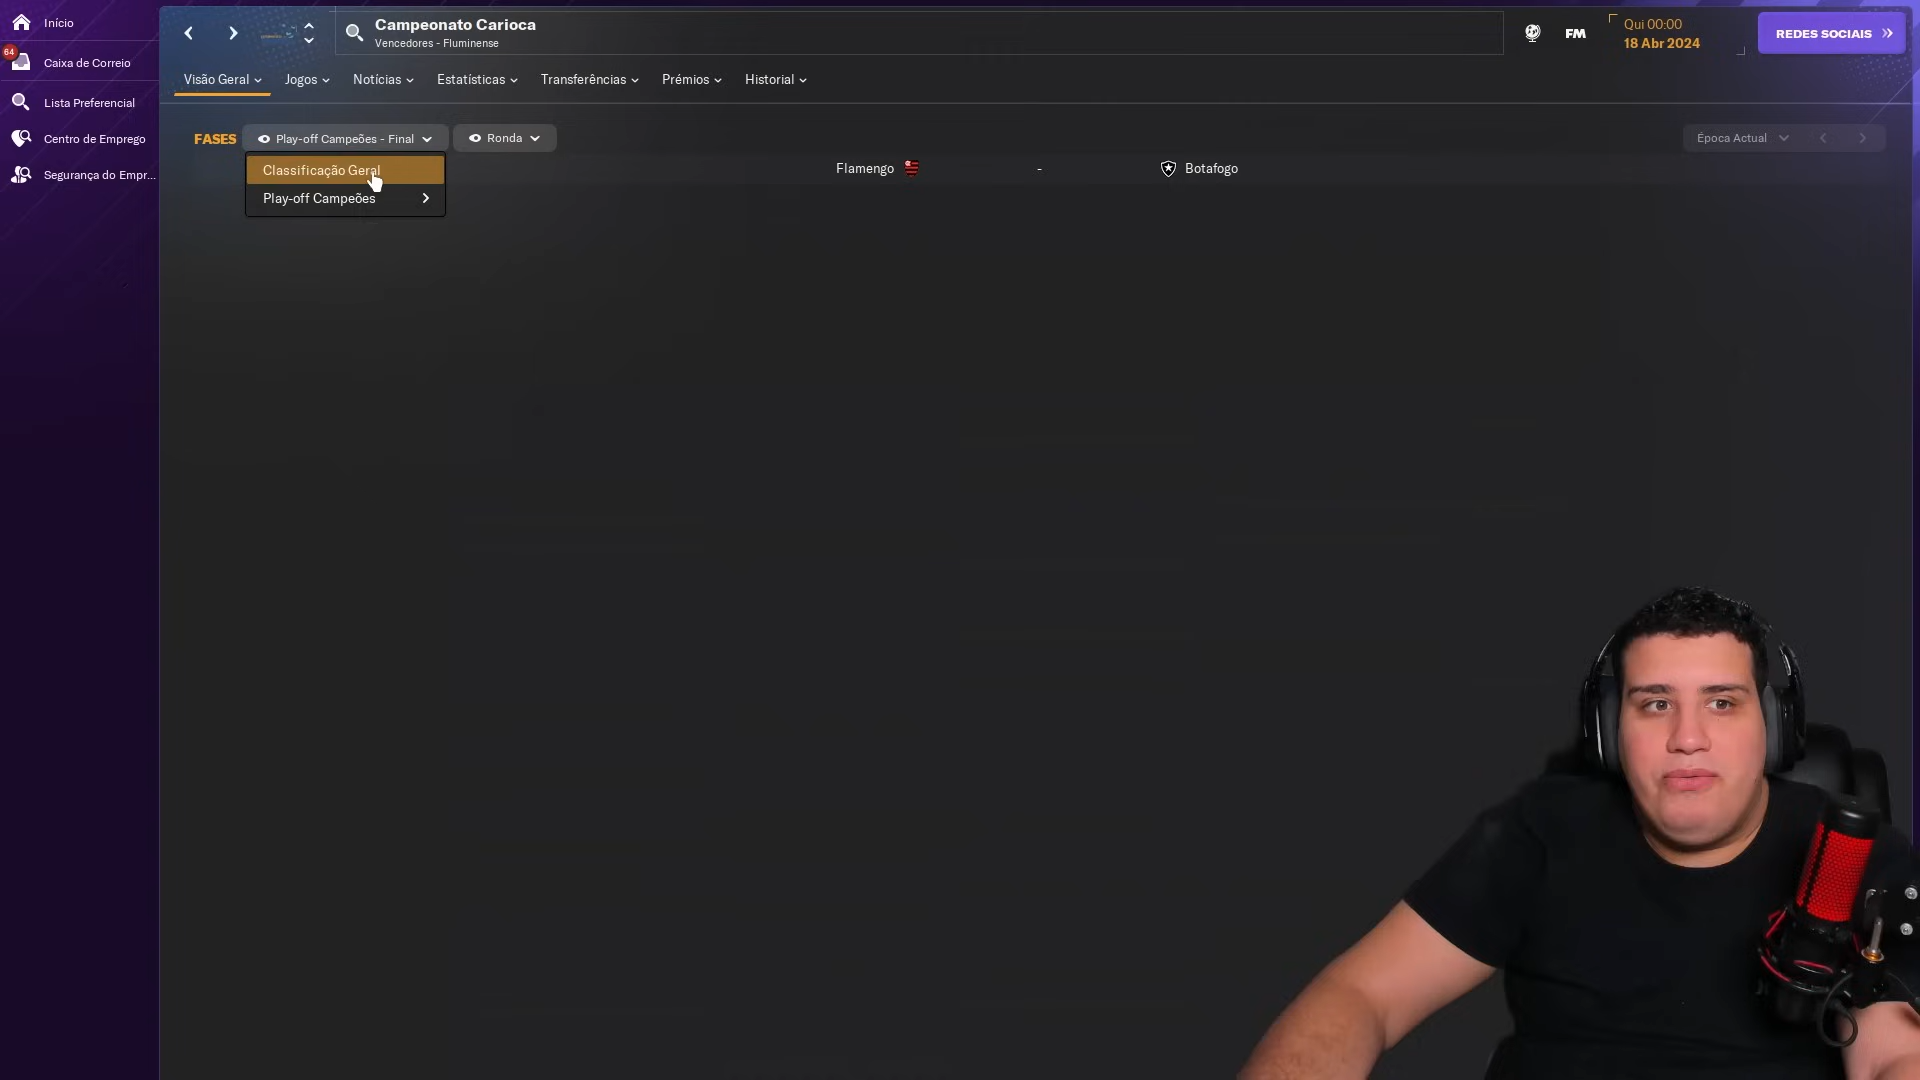 Início
64
Caixa de Correio
Lista Preferencial
Centro de Emprego
Segurança do Empr...
Campeonato Carioca
Vencedores - Fluminense
FM
Qui 00:00
18 Abr 2024
REDES SOCIAIS
Visão Geral
Jogos
Notícias
Estatísticas
Transferências
Prémios
Historial
FASES
Play-off Campeões - Final
Ronda
Época Actual
Classificação Geral
Play-off Campeões
Flamengo - Botafogo